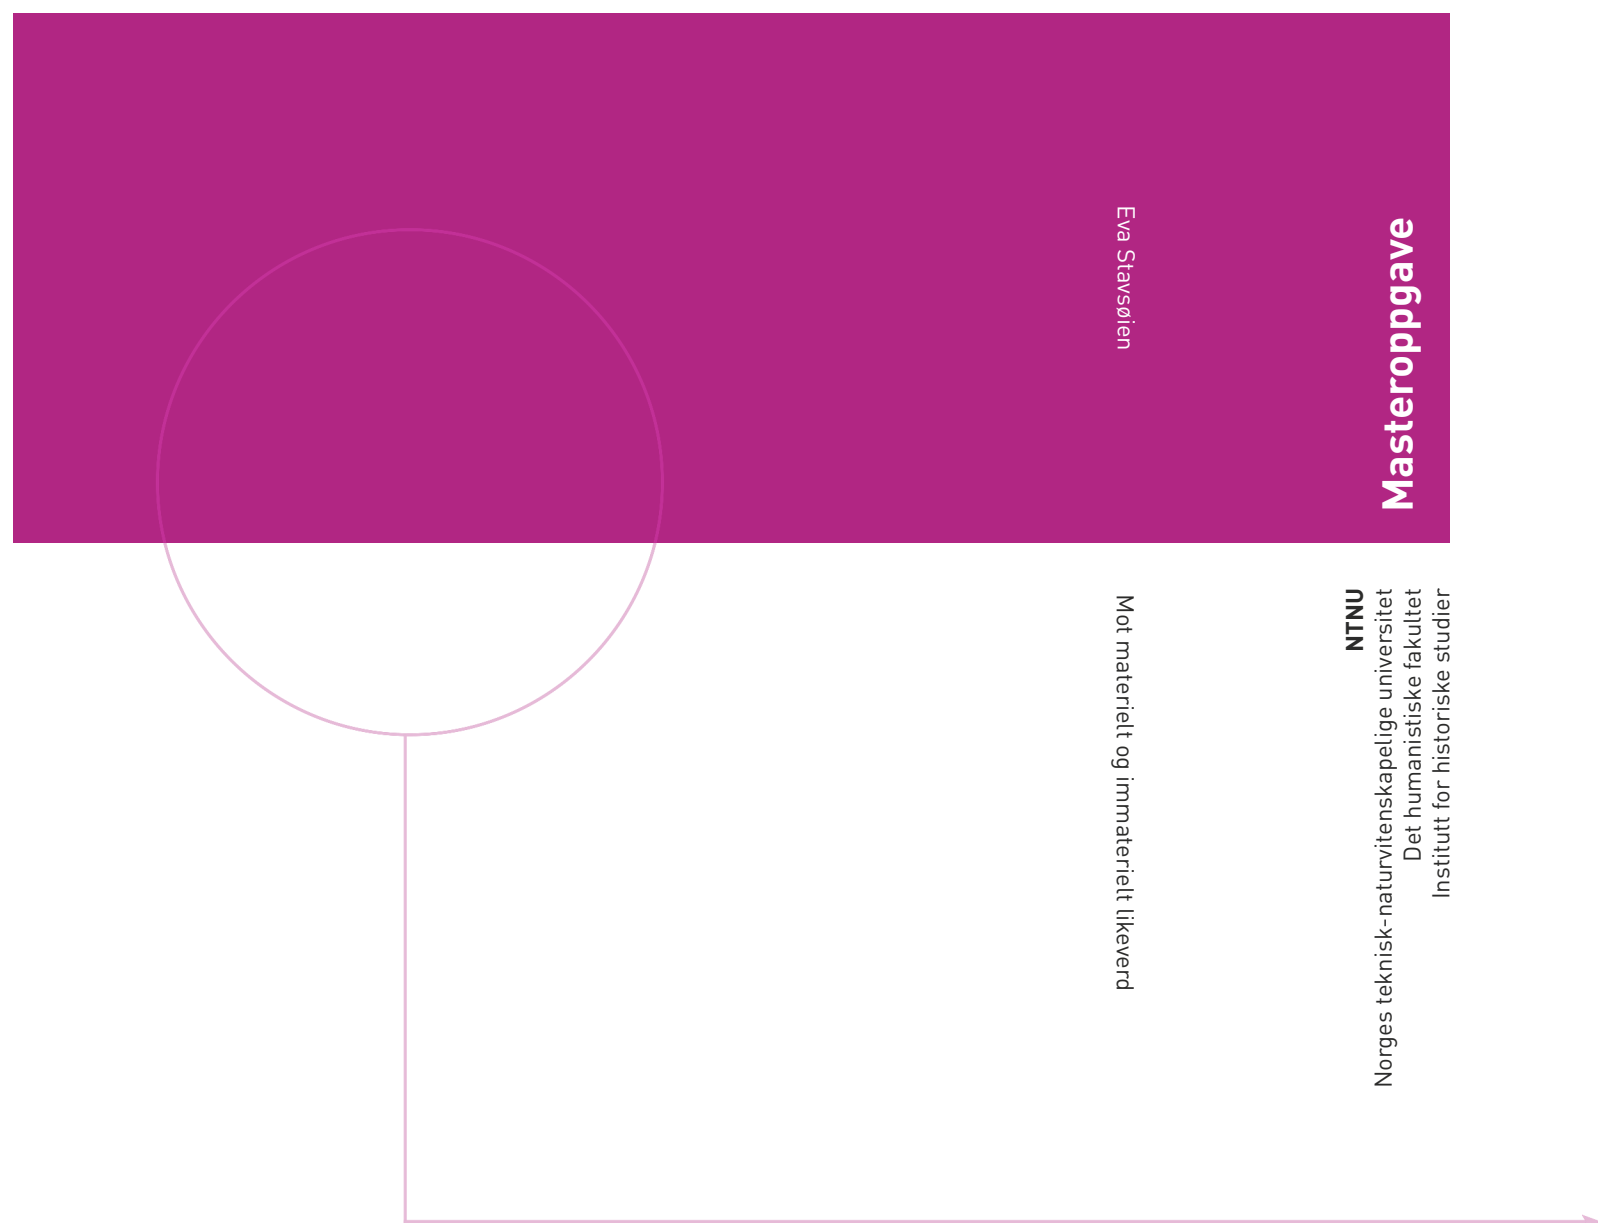 Eva Stavsøien
Mot materielt og immaterielt likeverd
Masteroppgave
NTNU
Norges teknisk-naturvitenskapelige universitet
Det humanistiske fakultet
Institutt for historiske studier